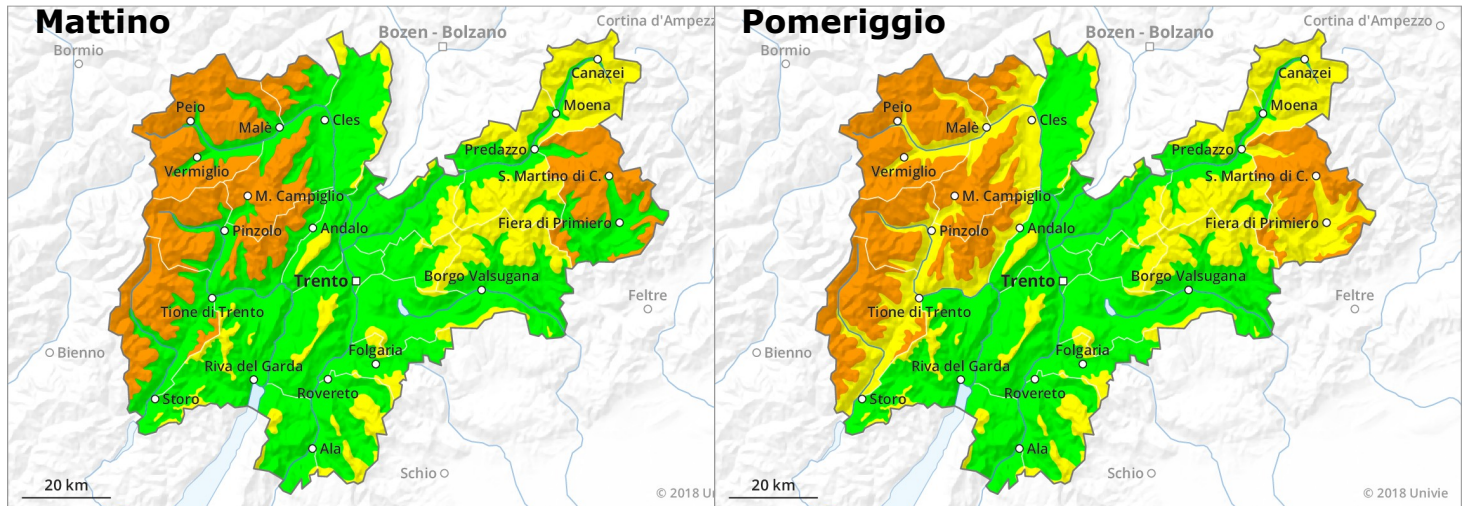 Mattino
Cortina d'Ampezz
Bozen - Bolzano
Bormio
Canazei
Peio
Moena
Malè
Cles
Predazzo
Vermiglio
S. Martino di C.
M. Campiglio
Fiera di Primiero
Pinzolo
Andalo
Borgo Valsugana
Trento
Feltre
Tione di Trento
Bienno
Folgaria
Riva del Garda
Rovereto
Storo
Ala
Schio
20 km
© 2018 U
Pomeriggio
Cortina d'Ampezzo
Bozen - Bolzano
Bormio
Canazei
Peio
Moena
Malè
Cles
Predazzo
Vermiglio
S. Martino di C.
M. Campiglio
Fiera di Primiero
Pinzolo
Andalo
Borgo Valsugana
Trento
Feltre
Tione di Trento
Bienno
Folgaria
Riva del Garda
Rovereto
Storo
Ala
Schio
20 km
© 2018 Univie